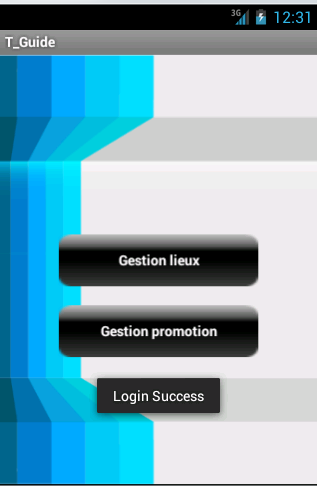 3G 12:31
T_Guide
Gestion lieux
Gestion promotion
Login Success